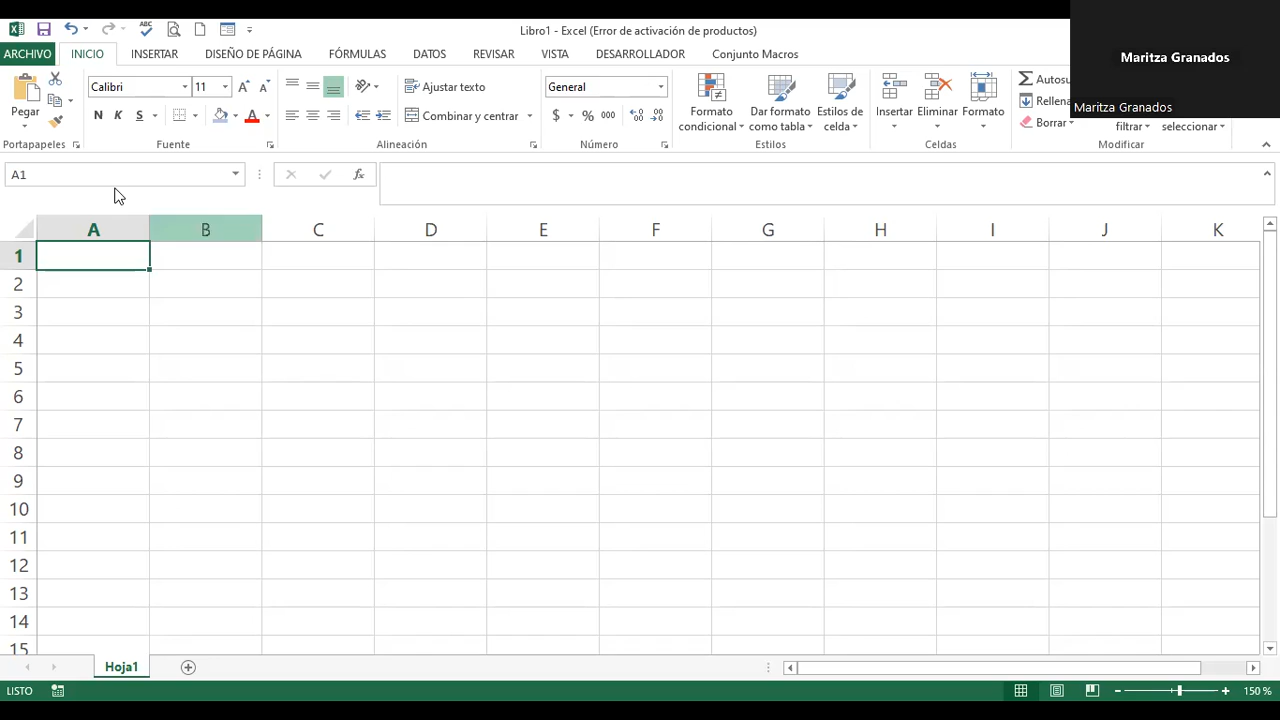 Libro1 - Excel (Error de activación de productos)
Maritza Granados
Maritza Granados
ARCHIVO INICIO INSERTAR DISEÑO DE PÁGINA FÓRMULAS DATOS REVISAR VISTA DESARROLLADOR Conjunto Macros
Pegar
Portapapeles
Calibri 11
N K S
Fuente
Ajustar texto
Combinar y centrar
Alineación
General
$ % 000
Número
Formato condicional
Dar formato como tabla
Estilos de celda
Estilos
Insertar Eliminar Formato
Celdas
Autosu
Rellena
Borrar
filtrar seleccionar
Modificar
A1 fx
A B C D E F G H I J K
1
2
3
4
5
6
7
8
9
10
11
12
13
14
15
Hoja1
LISTO 150 %